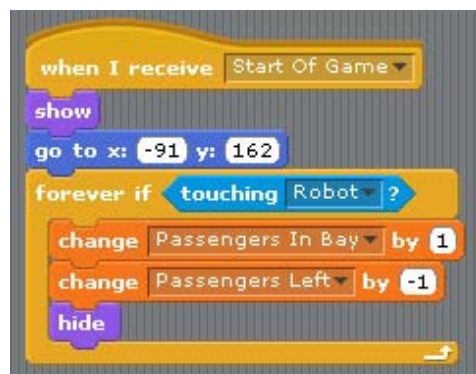 when I receive Start Of Game
show
go to x: -91 y: 162
forever if touching Robot ?
change Passengers In Bay by 1
change Passengers Left by -1
hide